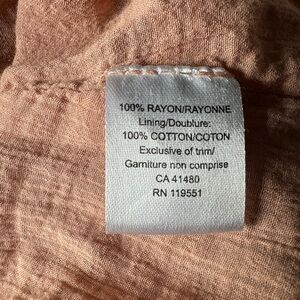 100% RAYON/RAYONNE
Lining/Doublure:
100% COTTON/COTON
Exclusive of trim/
Garniture non comprise
CA 41480
RN 119551